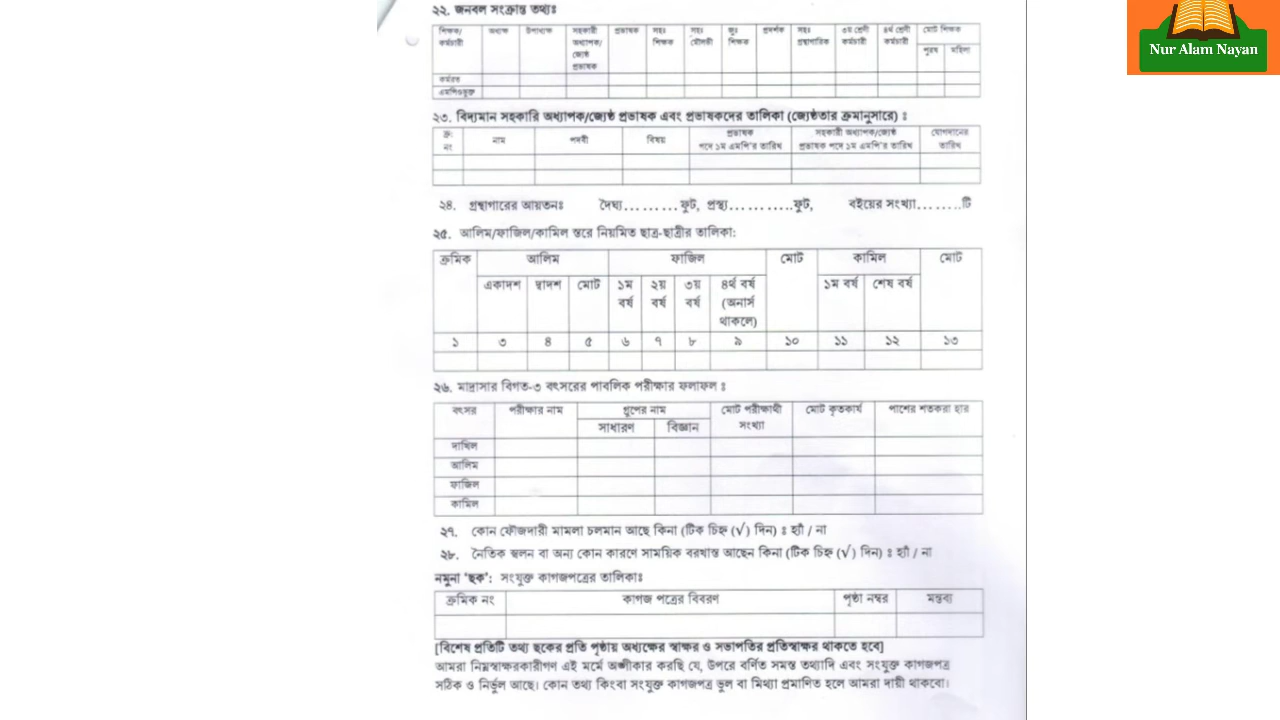 ২২. জনবল সংক্রান্ত তথ্যঃ
শিক্ষক/ কর্মচারী অধ্যক্ষ উপাধ্যক্ষ সহকারী অধ্যাপক/ জ্যেষ্ঠ প্রভাষক প্রভাষক সহঃ শিক্ষক সহঃ মৌলভী জুঃ শিক্ষক প্রদর্শক সহঃ গ্রন্থাগারিক ৩য় শ্রেণী কর্মচারী ৪র্থ শ্রেণী কর্মচারী মোট শিক্ষক
পুরুষ মহিলা
কর্মরত
এমপিওভুক্ত
২৩. বিদ্যমান সহকারি অধ্যাপক/জ্যেষ্ঠ প্রভাষক এবং প্রভাষকদের তালিকা (জ্যেষ্ঠতার ক্রমানুসারে) ঃ
ক্র: নং নাম পদবী বিষয় প্রভাষক পদে ১ম এমপি'র তারিখ সহকারী অধ্যাপক/জ্যেষ্ঠ প্রভাষক পদে ১ম এমপি'র তারিখ যোগদানের তারিখ
২৪. গ্রন্থাগারের আয়তনঃ দৈঘ্য......... ফুট, প্রস্থ্য...........ফুট, বইয়ের সংখ্যা........টি
২৫. আলিম/ফাজিল/কামিল স্তরে নিয়মিত ছাত্র-ছাত্রীর তালিকা:
ক্রমিক আলিম ফাজিল মোট কামিল মোট
একাদশ দ্বাদশ মোট ১ম বর্ষ ২য় বর্ষ ৩য় বর্ষ ৪র্থ বর্ষ (অনার্স থাকলে) ১ম বর্ষ শেষ বর্ষ
১ ৩ ৪ ৫ ৬ ৭ ৮ ৯ ১০ ১১ ১২ ১৩
২৬. মাদ্রাসার বিগত-৩ বৎসরের পাবলিক পরীক্ষার ফলাফল ঃ
বৎসর পরীক্ষার নাম গ্রুপের নাম মোট পরীক্ষার্থী সংখ্যা মোট কৃতকার্য পাশের শতকরা হার
সাধারণ বিজ্ঞান
দাখিল
আলিম
ফাজিল
কামিল
২৭. কোন ফৌজদারী মামলা চলমান আছে কিনা (টিক চিহ্ন (√) দিন) ঃ হ্যাঁ / না
২৮. নৈতিক স্খলন বা অন্য কোন কারণে সাময়িক বরখাস্ত আছেন কিনা (টিক চিহ্ন (√) দিন) ঃ হ্যাঁ / না
নমুনা 'ছক': সংযুক্ত কাগজপত্রের তালিকাঃ
ক্রমিক নং কাগজ পত্রের বিবরণ পৃষ্ঠা নম্বর মন্তব্য
[বিশেষ প্রতিটি তথ্য ছকের প্রতি পৃষ্ঠায় অধ্যক্ষের স্বাক্ষর ও সভাপতির প্রতিস্বাক্ষর থাকতে হবে]
আমরা নিম্নস্বাক্ষরকারীগণ এই মর্মে অঙ্গীকার করছি যে, উপরে বর্ণিত সমস্ত তথ্যাদি এবং সংযুক্ত কাগজপত্র
সঠিক ও নির্ভুল আছে। কোন তথ্য কিংবা সংযুক্ত কাগজপত্র ভুল বা মিথ্যা প্রমাণিত হলে আমরা দায়ী থাকবো।
Nur Alam Nayan